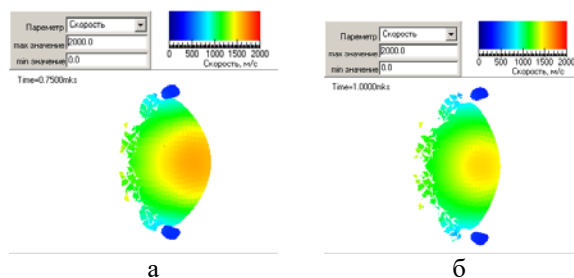 Параметр Скорость
max значение 2000.0
min значение 0.0
0 500 1000 1500 2000
Скорость, м/с
Time=0.7500mks
а
Параметр Скорость
max значение 2000.0
min значение 0.0
0 500 1000 1500 2000
Скорость, м/с
Time=1.0000mks
б